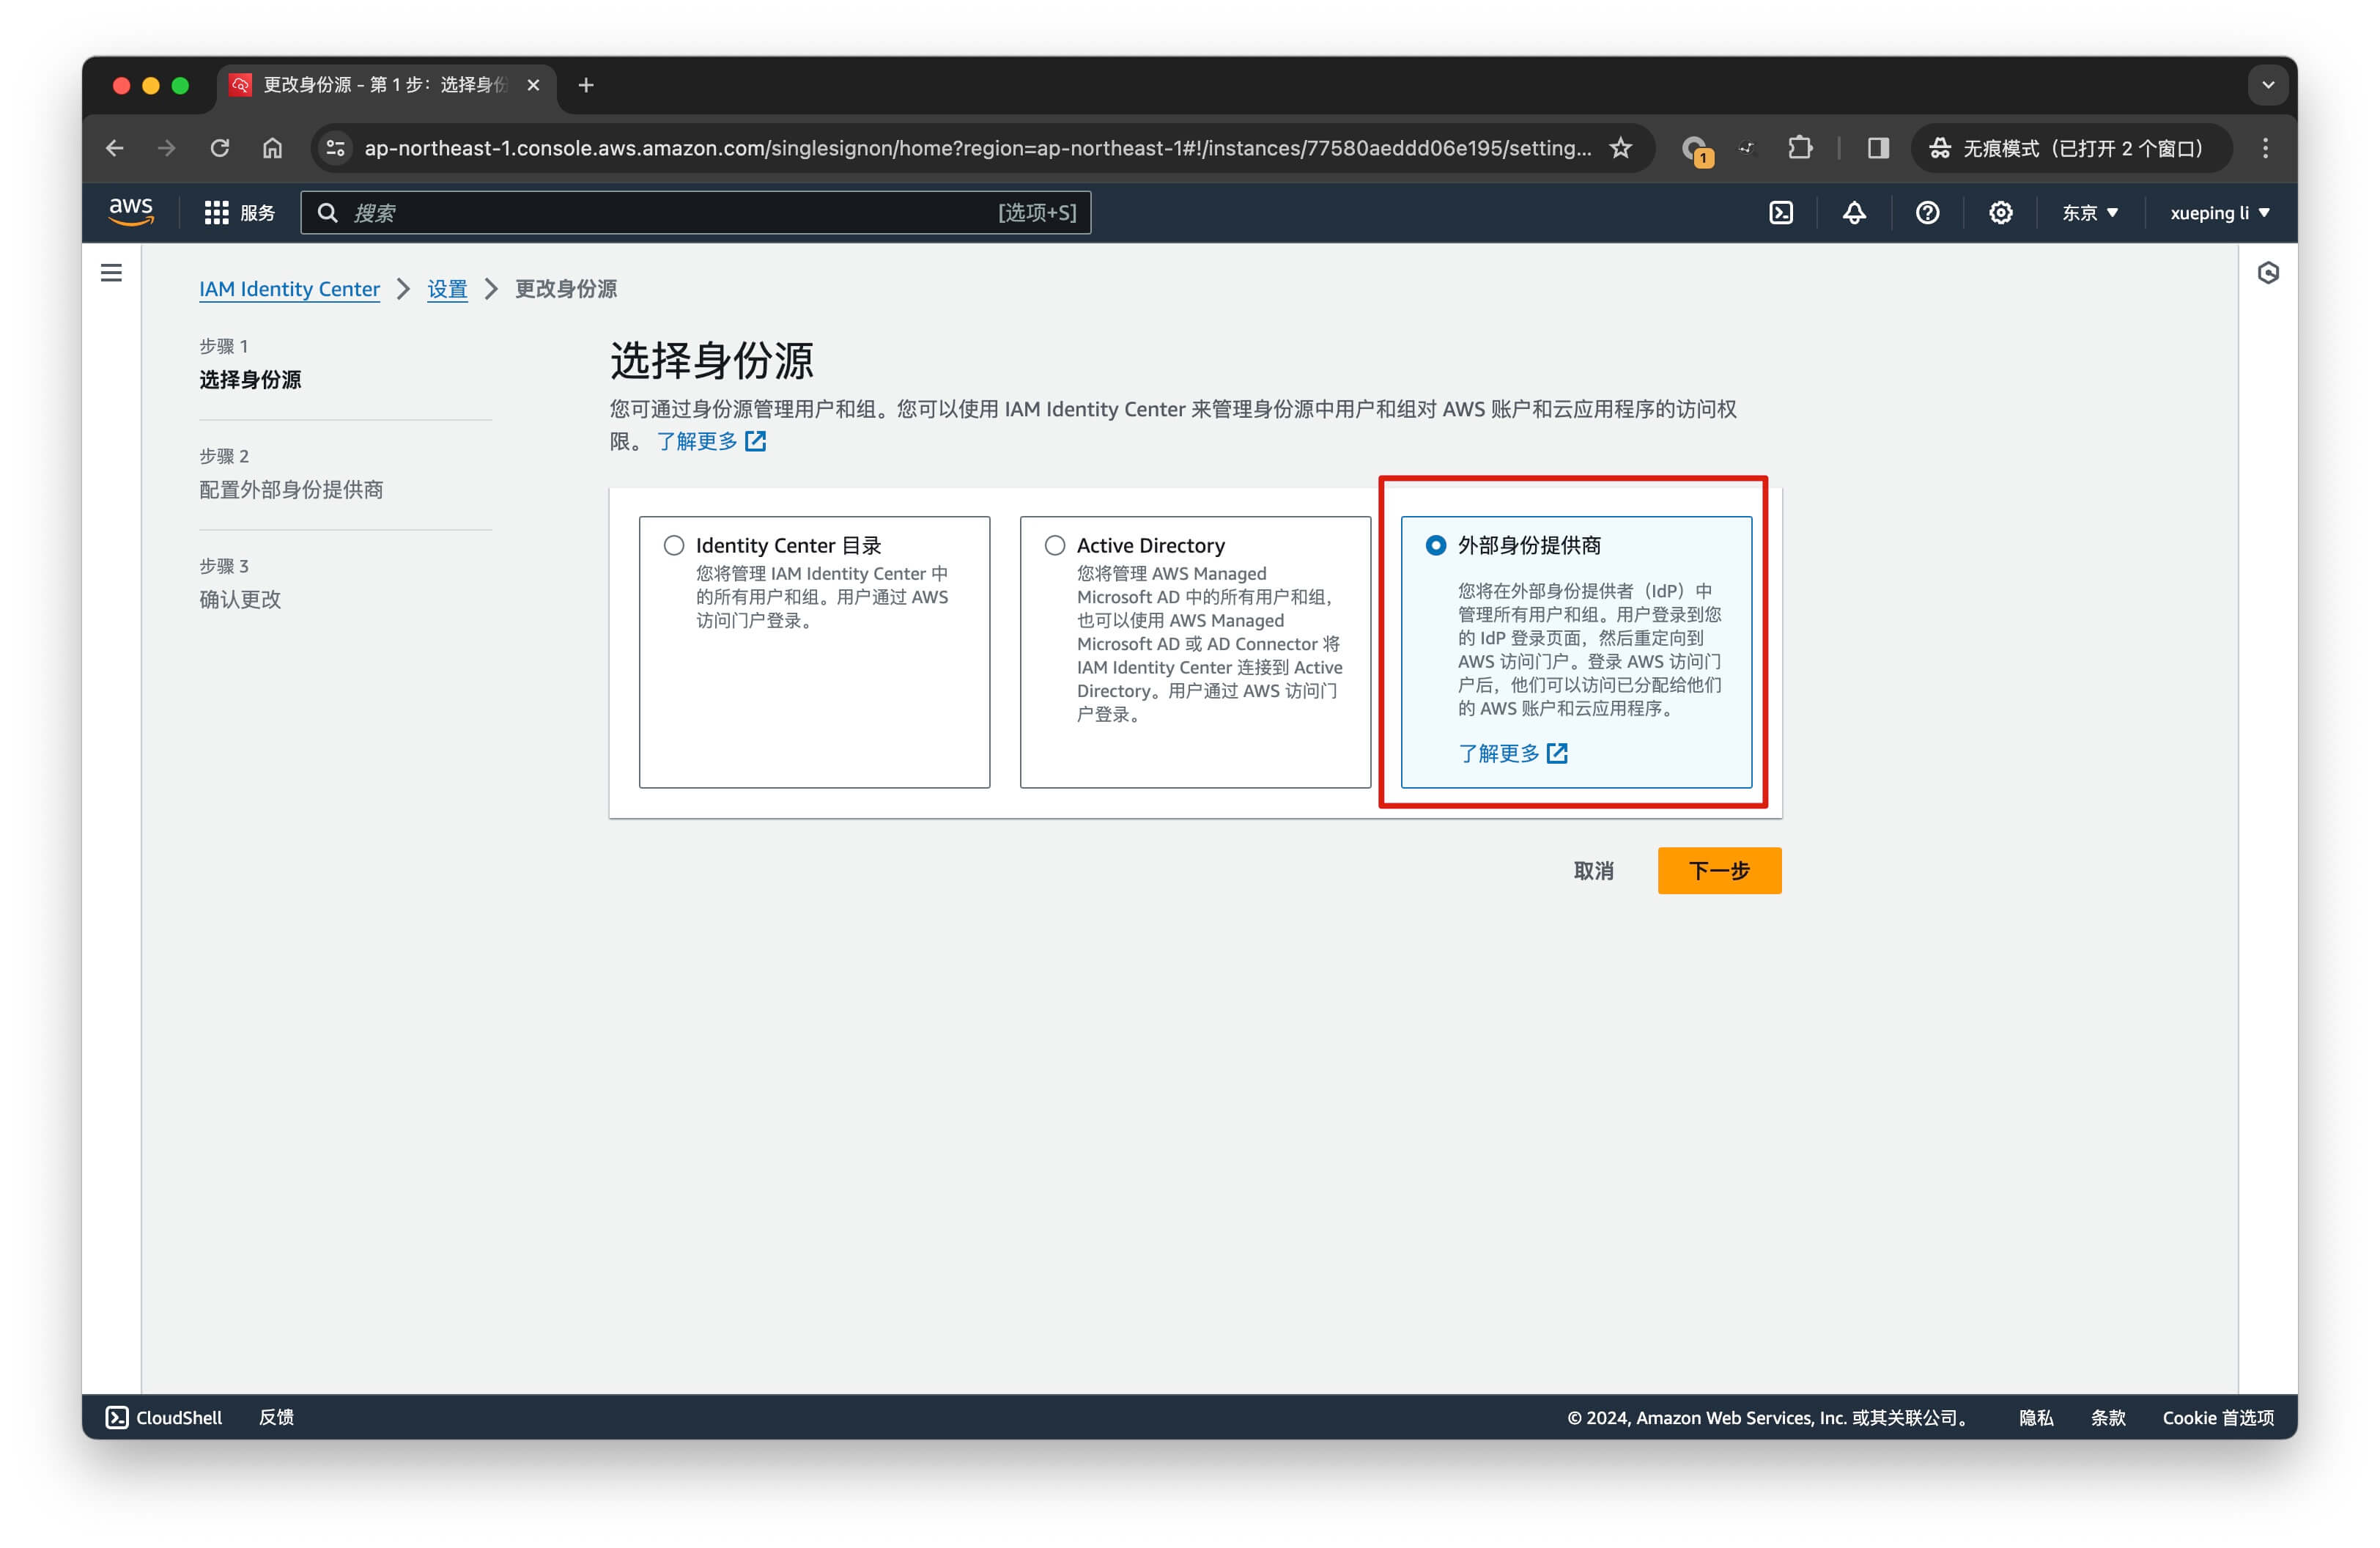 更改身份源 – 第 1 步：选择身份
ap-northeast-1.console.aws.amazon.com/singlesignon/home?region=ap-northeast-1#!/instances/77580aeddd06e195/setting...
1
无痕模式（已打开 2 个窗口）
aws
服务
搜索
[选项+S]
东京
xueping li
IAM Identity Center
设置
更改身份源
步骤 1
选择身份源
步骤 2
配置外部身份提供商
步骤 3
确认更改
选择身份源
您可通过身份源管理用户和组。您可以使用 IAM Identity Center 来管理身份源中用户和组对 AWS 账户和云应用程序的访问权
限。 了解更多
Identity Center 目录
您将管理 IAM Identity Center 中
的所有用户和组。用户通过 AWS
访问门户登录。
Active Directory
您将管理 AWS Managed
Microsoft AD 中的所有用户和组，
也可以使用 AWS Managed
Microsoft AD 或 AD Connector 将
IAM Identity Center 连接到 Active
Directory。用户通过 AWS 访问门
户登录。
外部身份提供商
您将在外部身份提供者（IdP）中
管理所有用户和组。用户登录到您
的 IdP 登录页面，然后重定向到
AWS 访问门户。登录 AWS 访问门
户后，他们可以访问已分配给他们
的 AWS 账户和云应用程序。
了解更多
取消
下一步
CloudShell
反馈
© 2024, Amazon Web Services, Inc. 或其关联公司。
隐私
条款
Cookie 首选项